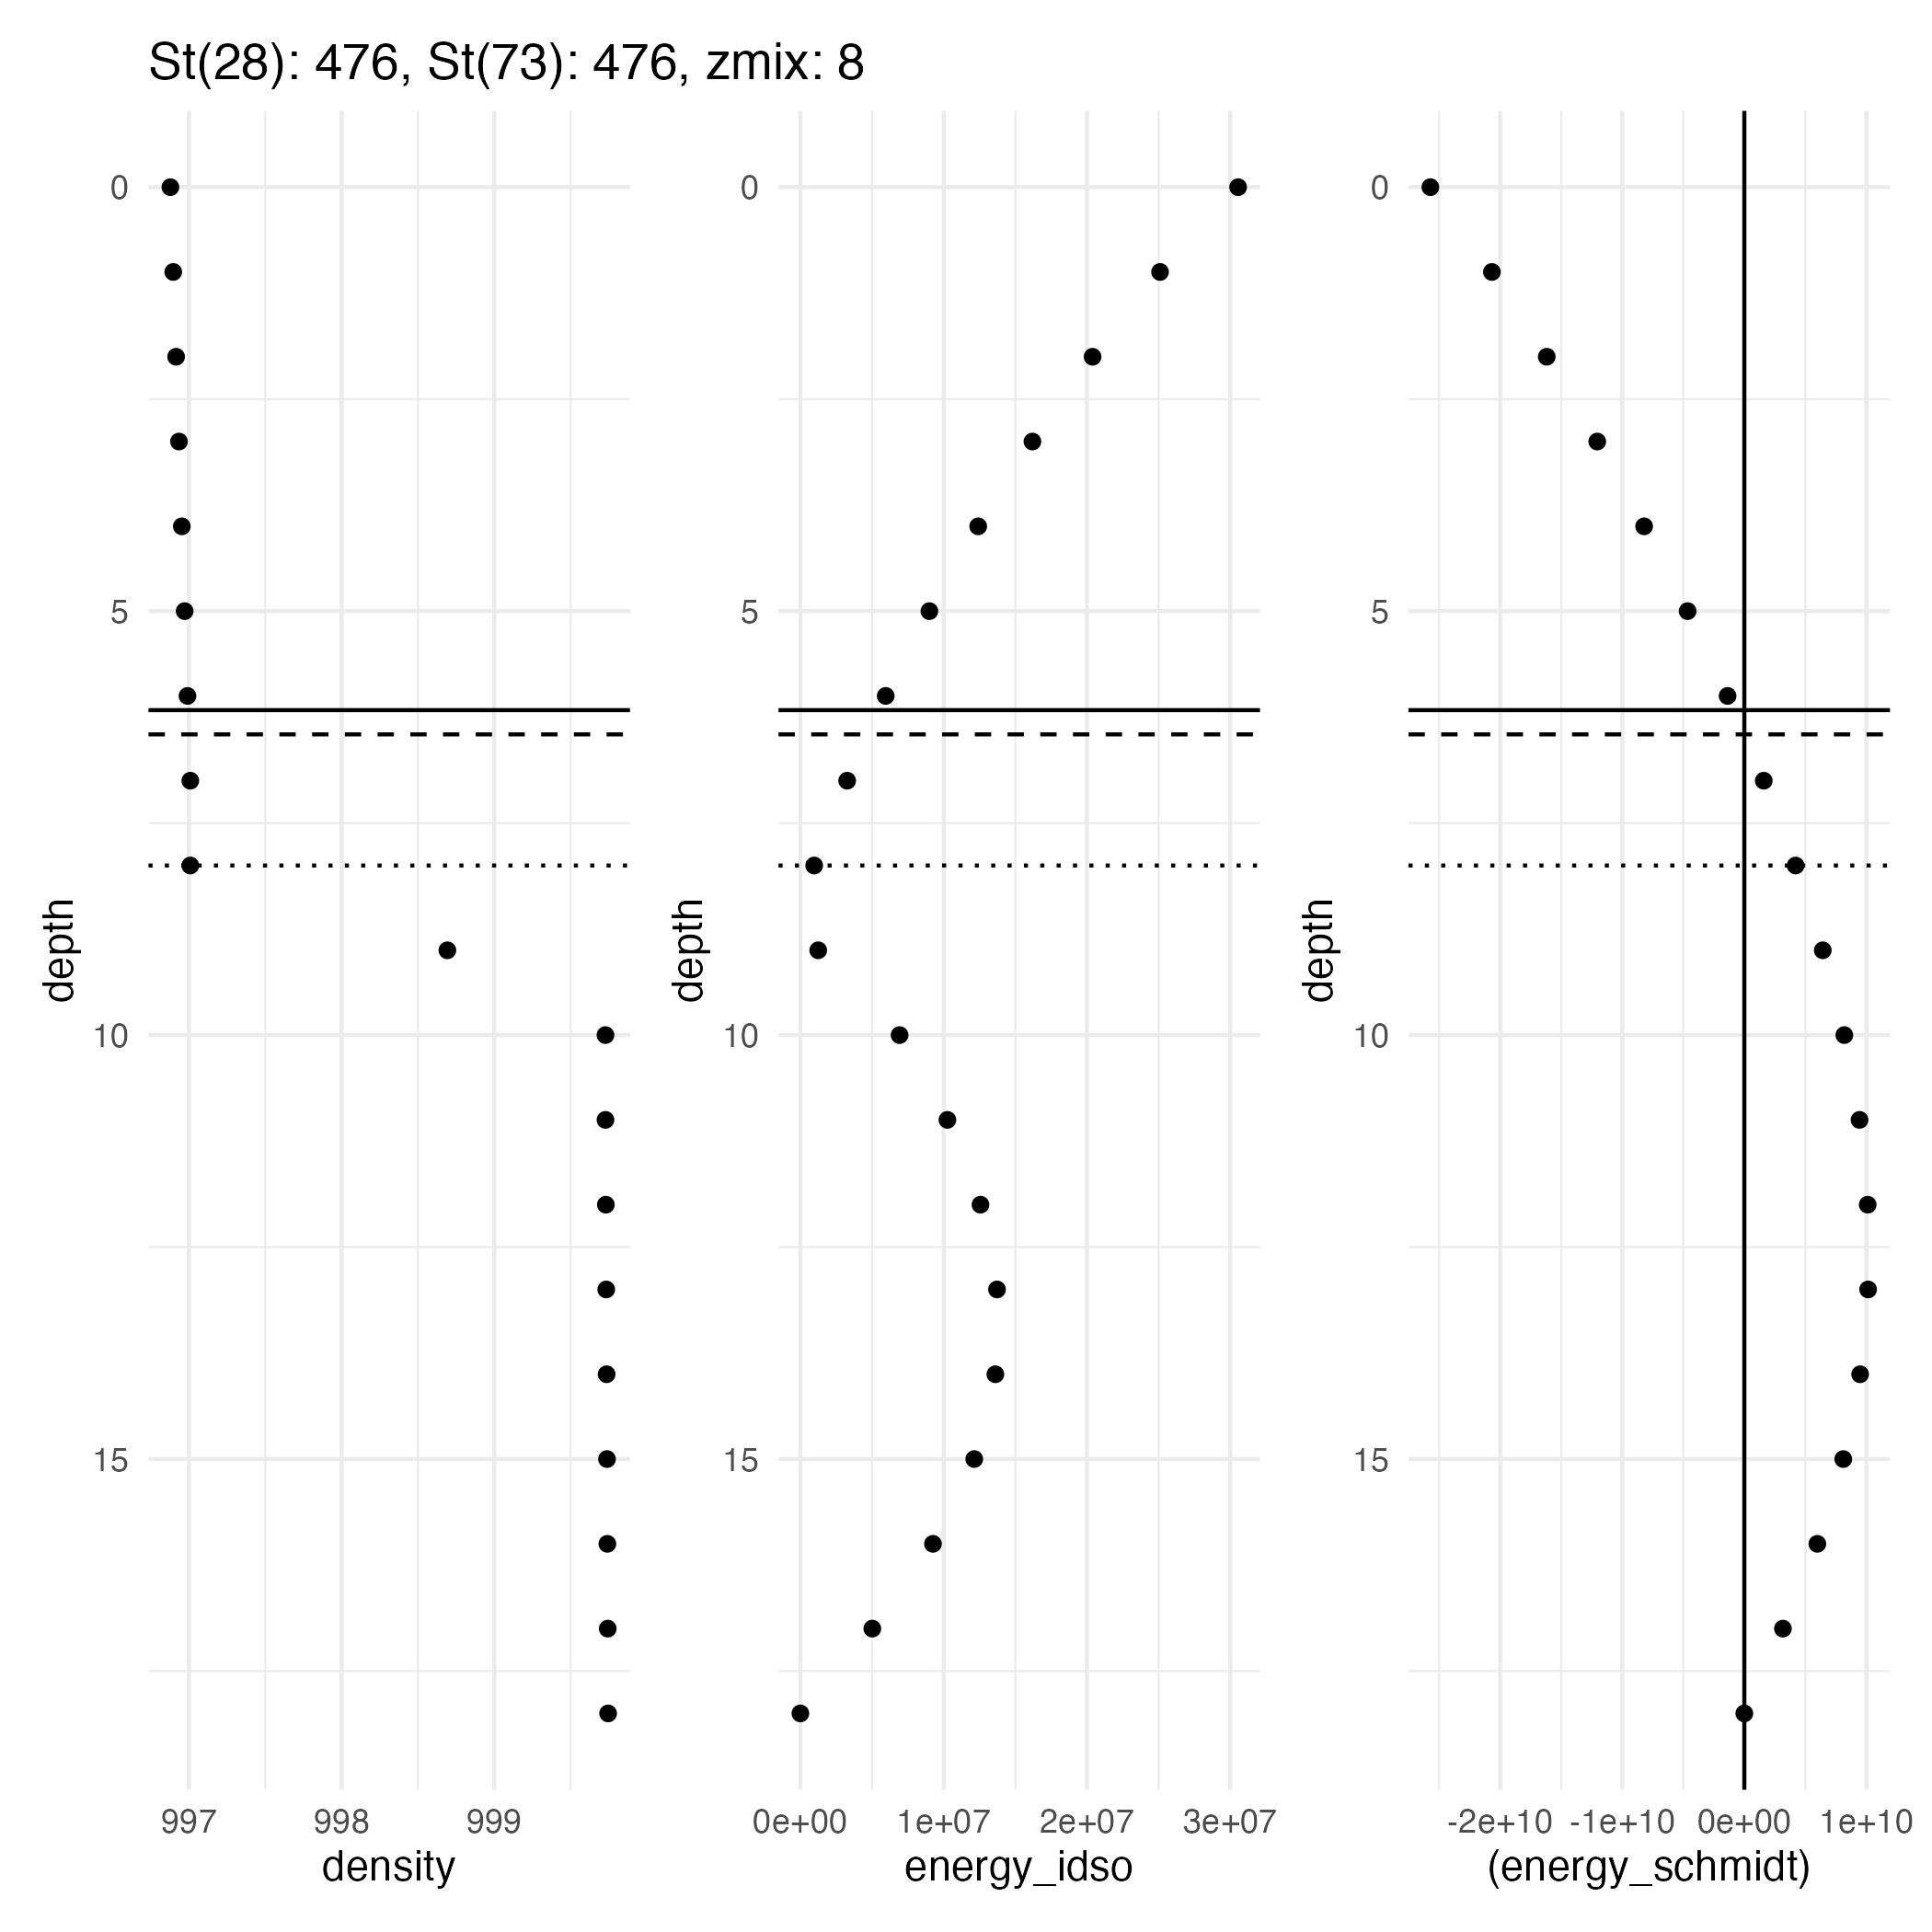 St(28): 476, St(73): 476, zmix: 8
0
5
10
15
depth
997 998 999
density
0
5
10
15
depth
0e+00 1e+07 2e+07 3e+07
energy_idso
0
5
10
15
depth
-2e+10 -1e+10 0e+00 1e+10
(energy_schmidt)